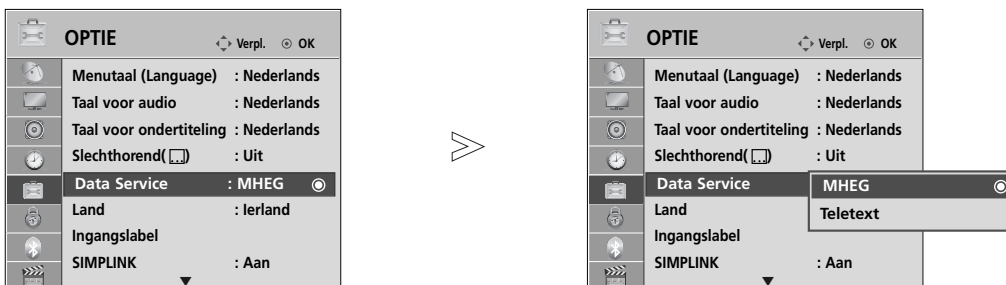 OPTIE Verpl. OK
Menutaal (Language) : Nederlands
Taal voor audio : Nederlands
Taal voor ondertiteling : Nederlands
Slechthorend( ) : Uit
Data Service : MHEG
Land : Ierland
Ingangslabel
SIMPLINK : Aan
OPTIE Verpl. OK
Menutaal (Language) : Nederlands
Taal voor audio : Nederlands
Taal voor ondertiteling : Nederlands
Slechthorend( ) : Uit
Data Service MHEG
Land Teletext
Ingangslabel
SIMPLINK : Aan